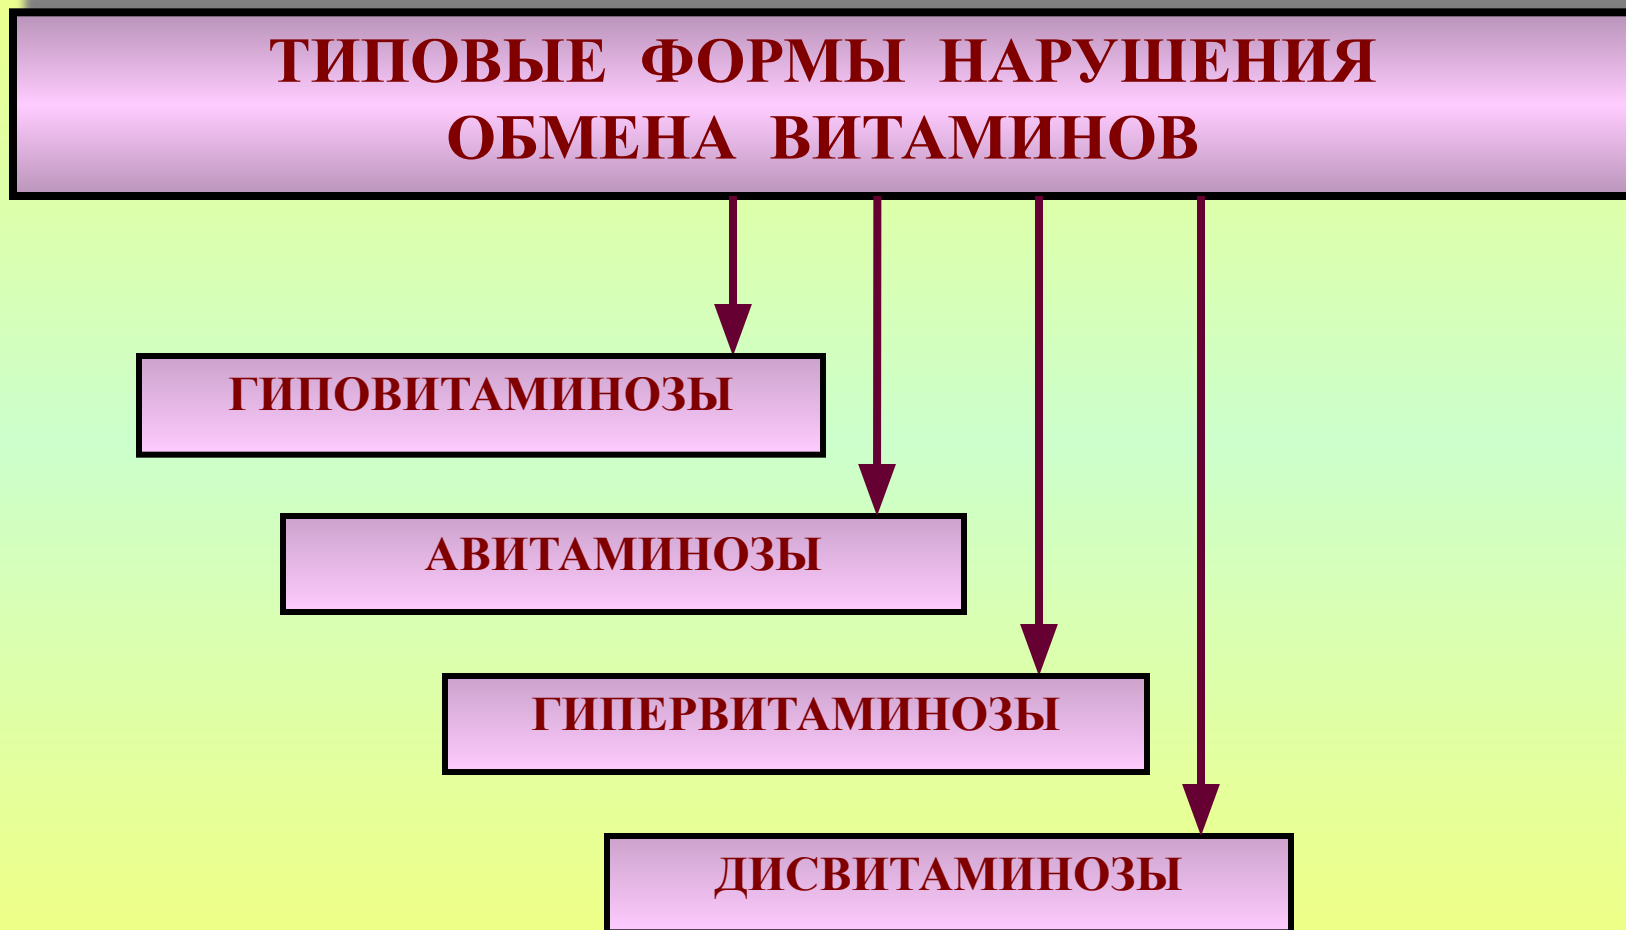 ТИПОВЫЕ ФОРМЫ НАРУШЕНИЯ
ОБМЕНА ВИТАМИНОВ
ГИПОВИТАМИНОЗЫ
АВИТАМИНОЗЫ
ГИПЕРВИТАМИНОЗЫ
ДИСВИТАМИНОЗЫ